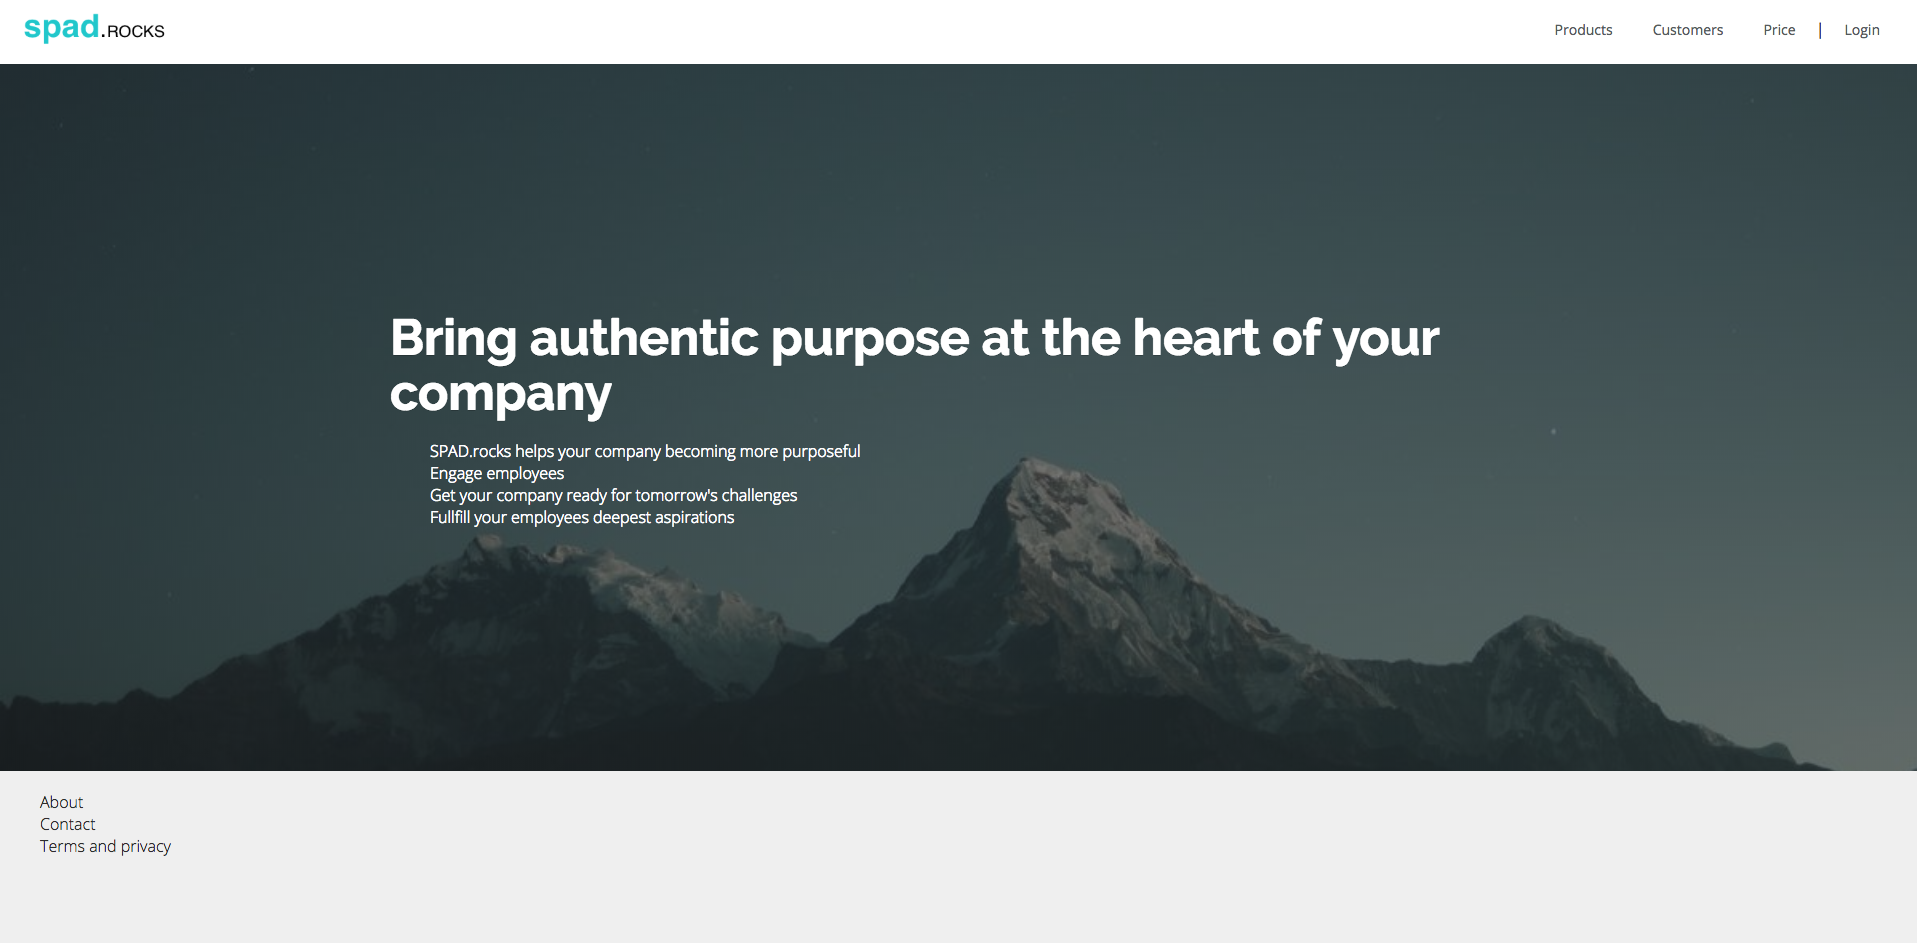 spad.ROCKS
Products Customers Price | Login
Bring authentic purpose at the heart of your
company
SPAD.rocks helps your company becoming more purposeful
Engage employees
Get your company ready for tomorrow's challenges
Fullfill your employees deepest aspirations
About
Contact
Terms and privacy